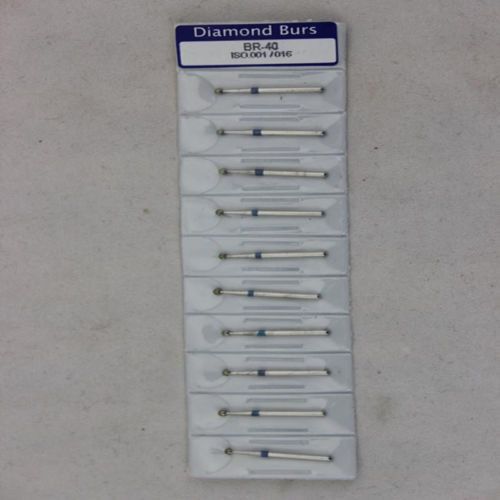 Diamond Burs
BR-40
ISO.001 / 016